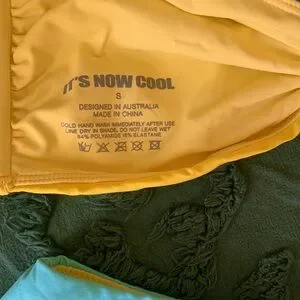 IT'S NOW COOL
S
DESIGNED IN AUSTRALIA
MADE IN CHINA
COLD HAND WASH IMMEDIATELY AFTER USE
LINE DRY IN SHADE, DO NOT LEAVE WET
84% POLYAMIDE 16% ELASTANE